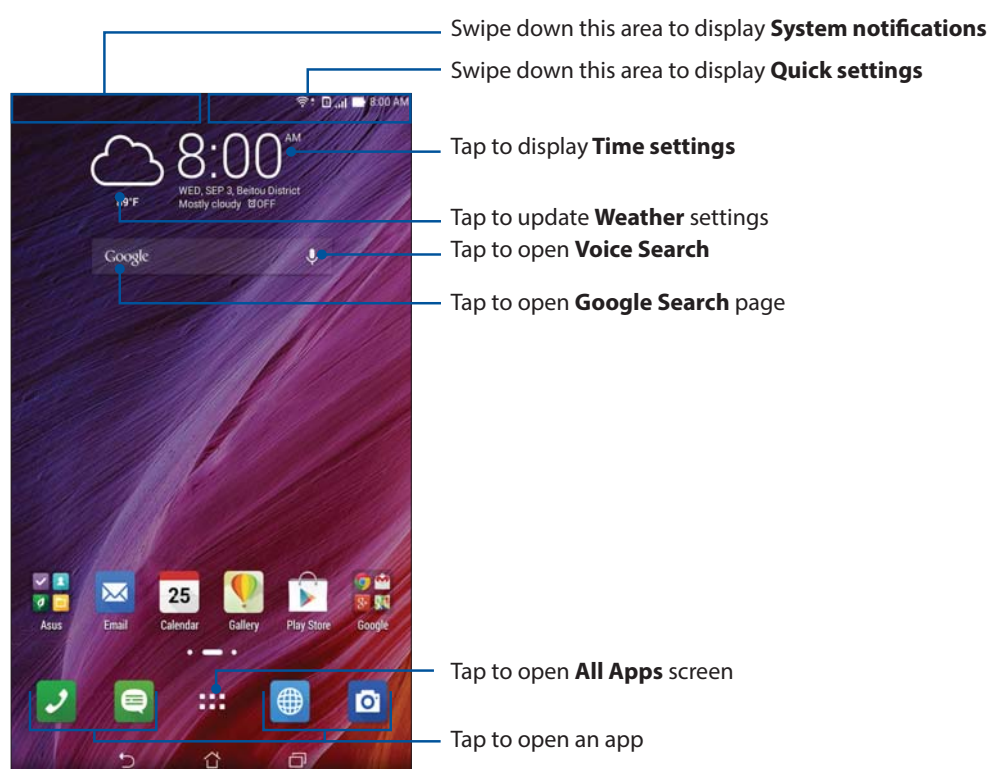 Swipe down this area to display System notifications
Swipe down this area to display Quick settings
8:00 AM
8:00 AM
Tap to display Time settings
WED, SEP 3, Beitou District
Mostly cloudy OFF
Tap to update Weather settings
Google
Tap to open Voice Search
Tap to open Google Search page
25
Asus
Email
Calendar
Gallery
Play Store
Google
Tap to open All Apps screen
Tap to open an app